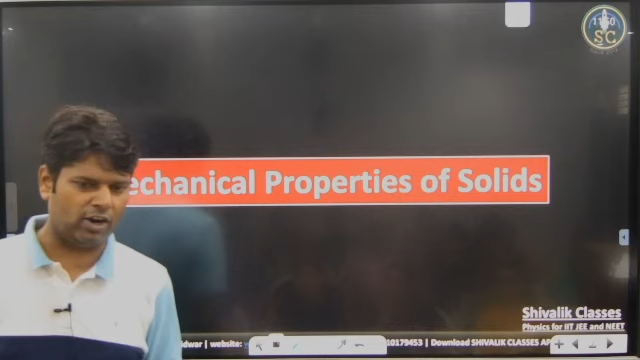 1150
SC
echanical Properties of Solids
Shivalik Classes
Physics for IIT JEE and NEET
idwar | website:
10179453 | Download SHIVALIK CLASSES AP